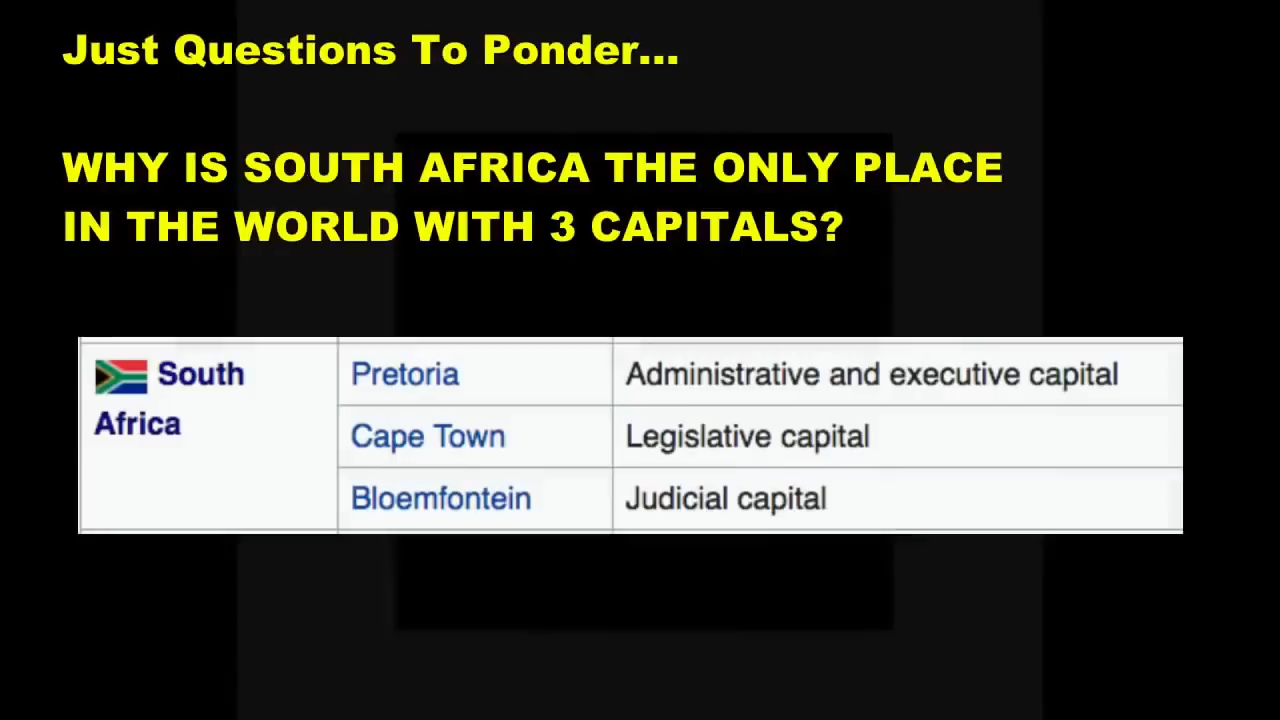 Just Questions To Ponder...
WHY IS SOUTH AFRICA THE ONLY PLACE
IN THE WORLD WITH 3 CAPITALS?
South Africa
Pretoria Administrative and executive capital
Cape Town Legislative capital
Bloemfontein Judicial capital